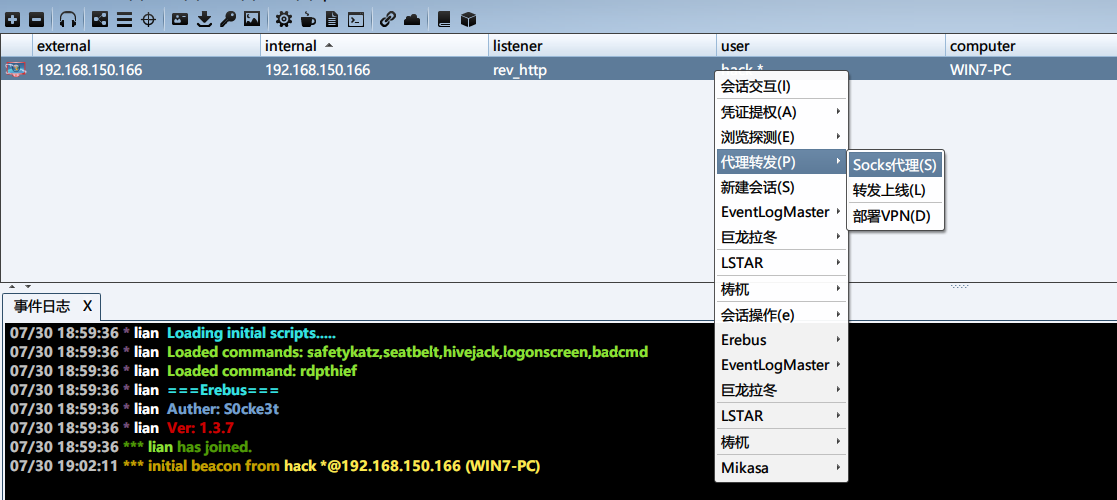 external internal listener user computer
192.168.150.166 192.168.150.166 rev_http hack * WIN7-PC
会话交互(I)
凭证提权(A)
浏览探测(E)
代理转发(P)
Socks代理(S)
转发上线(L)
部署VPN(D)
新建会话(S)
EventLogMaster
巨龙拉冬
LSTAR
梼杌
会话操作(e)
Erebus
EventLogMaster
巨龙拉冬
LSTAR
梼杌
Mikasa
事件日志 X
07/30 18:59:36 * lian Loading initial scripts.....
07/30 18:59:36 * lian Loaded commands: safetykatz,seatbelt,hivejack,logonscreen,badcmd
07/30 18:59:36 * lian Loaded command: rdpthief
07/30 18:59:36 * lian ===Erebus===
07/30 18:59:36 * lian Auther: S0cke3t
07/30 18:59:36 * lian Ver: 1.3.7
07/30 18:59:36 *** lian has joined.
07/30 19:02:11 *** initial beacon from hack *@192.168.150.166 (WIN7-PC)